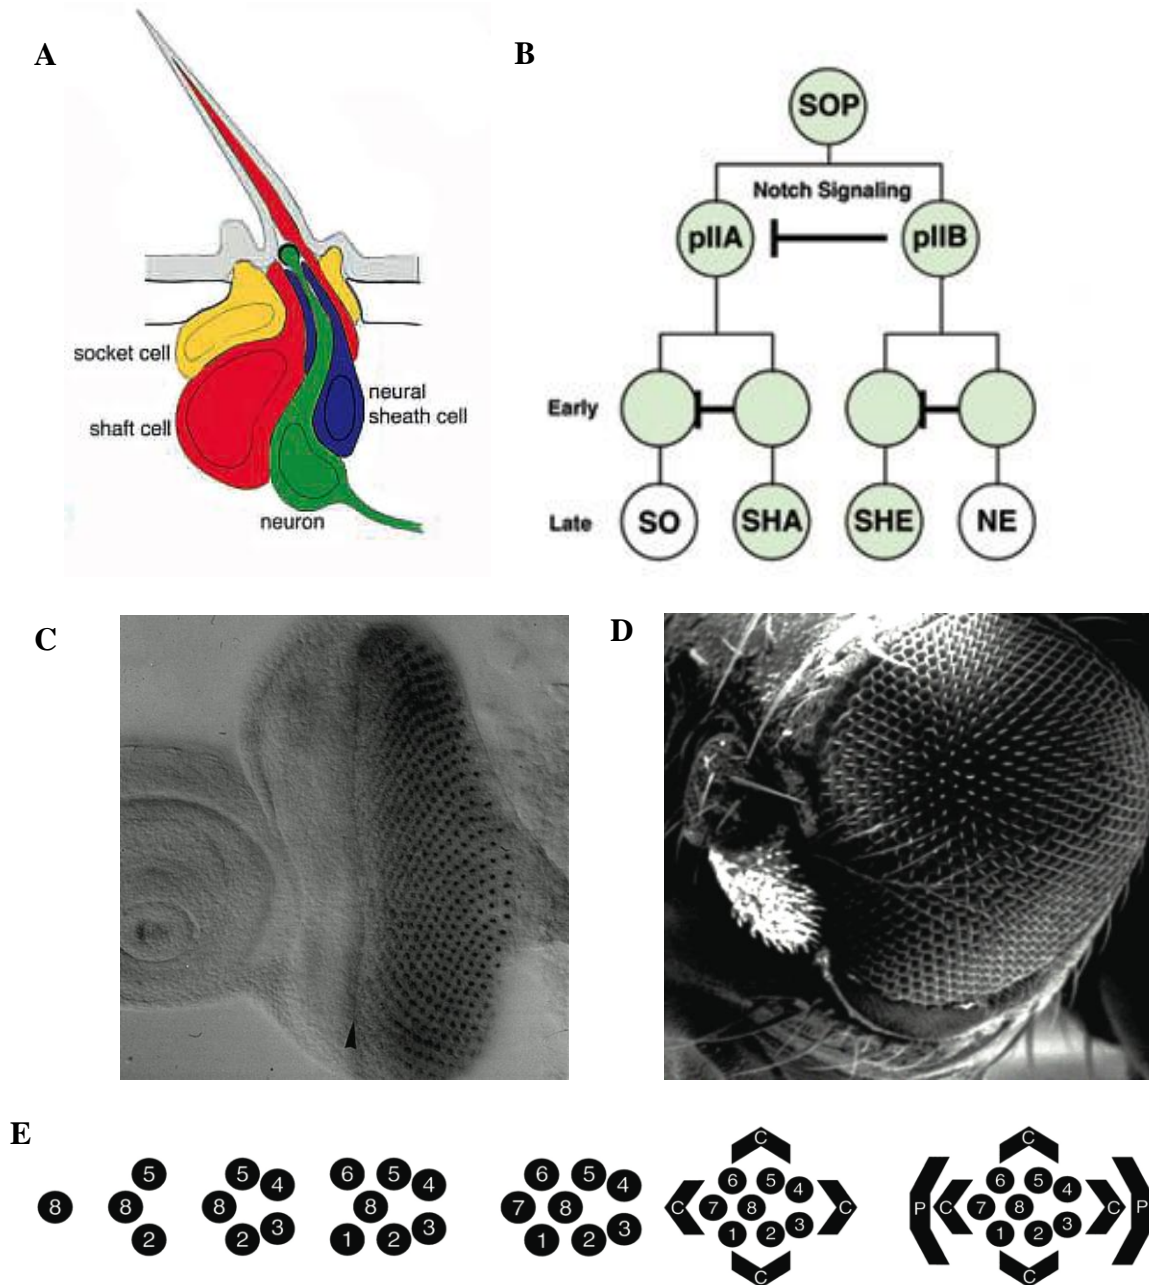 A
socket cell
shaft cell
neural
sheath cell
neuron
B
SOP
Notch Signaling
pIIA
pIIB
Early
Late
SO
SHA
SHE
NE
C
D
E
8
5
8
2
5
4
8
3
2
6
5
4
8
3
1
2
6
5
4
7
8
3
1
2
C
6
5
4
C
7
8
C
3
1
2
C
C
6
5
4
P
C
7
8
C
P
3
1
2
C